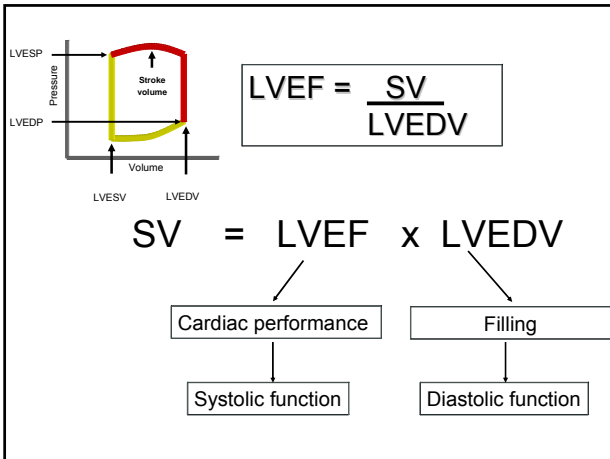 LVESP
Pressure
Stroke
volume
LVEDP
Volume
LVESV
LVEDV
LVEF = SV
LVEDV
SV = LVEF x LVEDV
Cardiac performance
Filling
Systolic function
Diastolic function